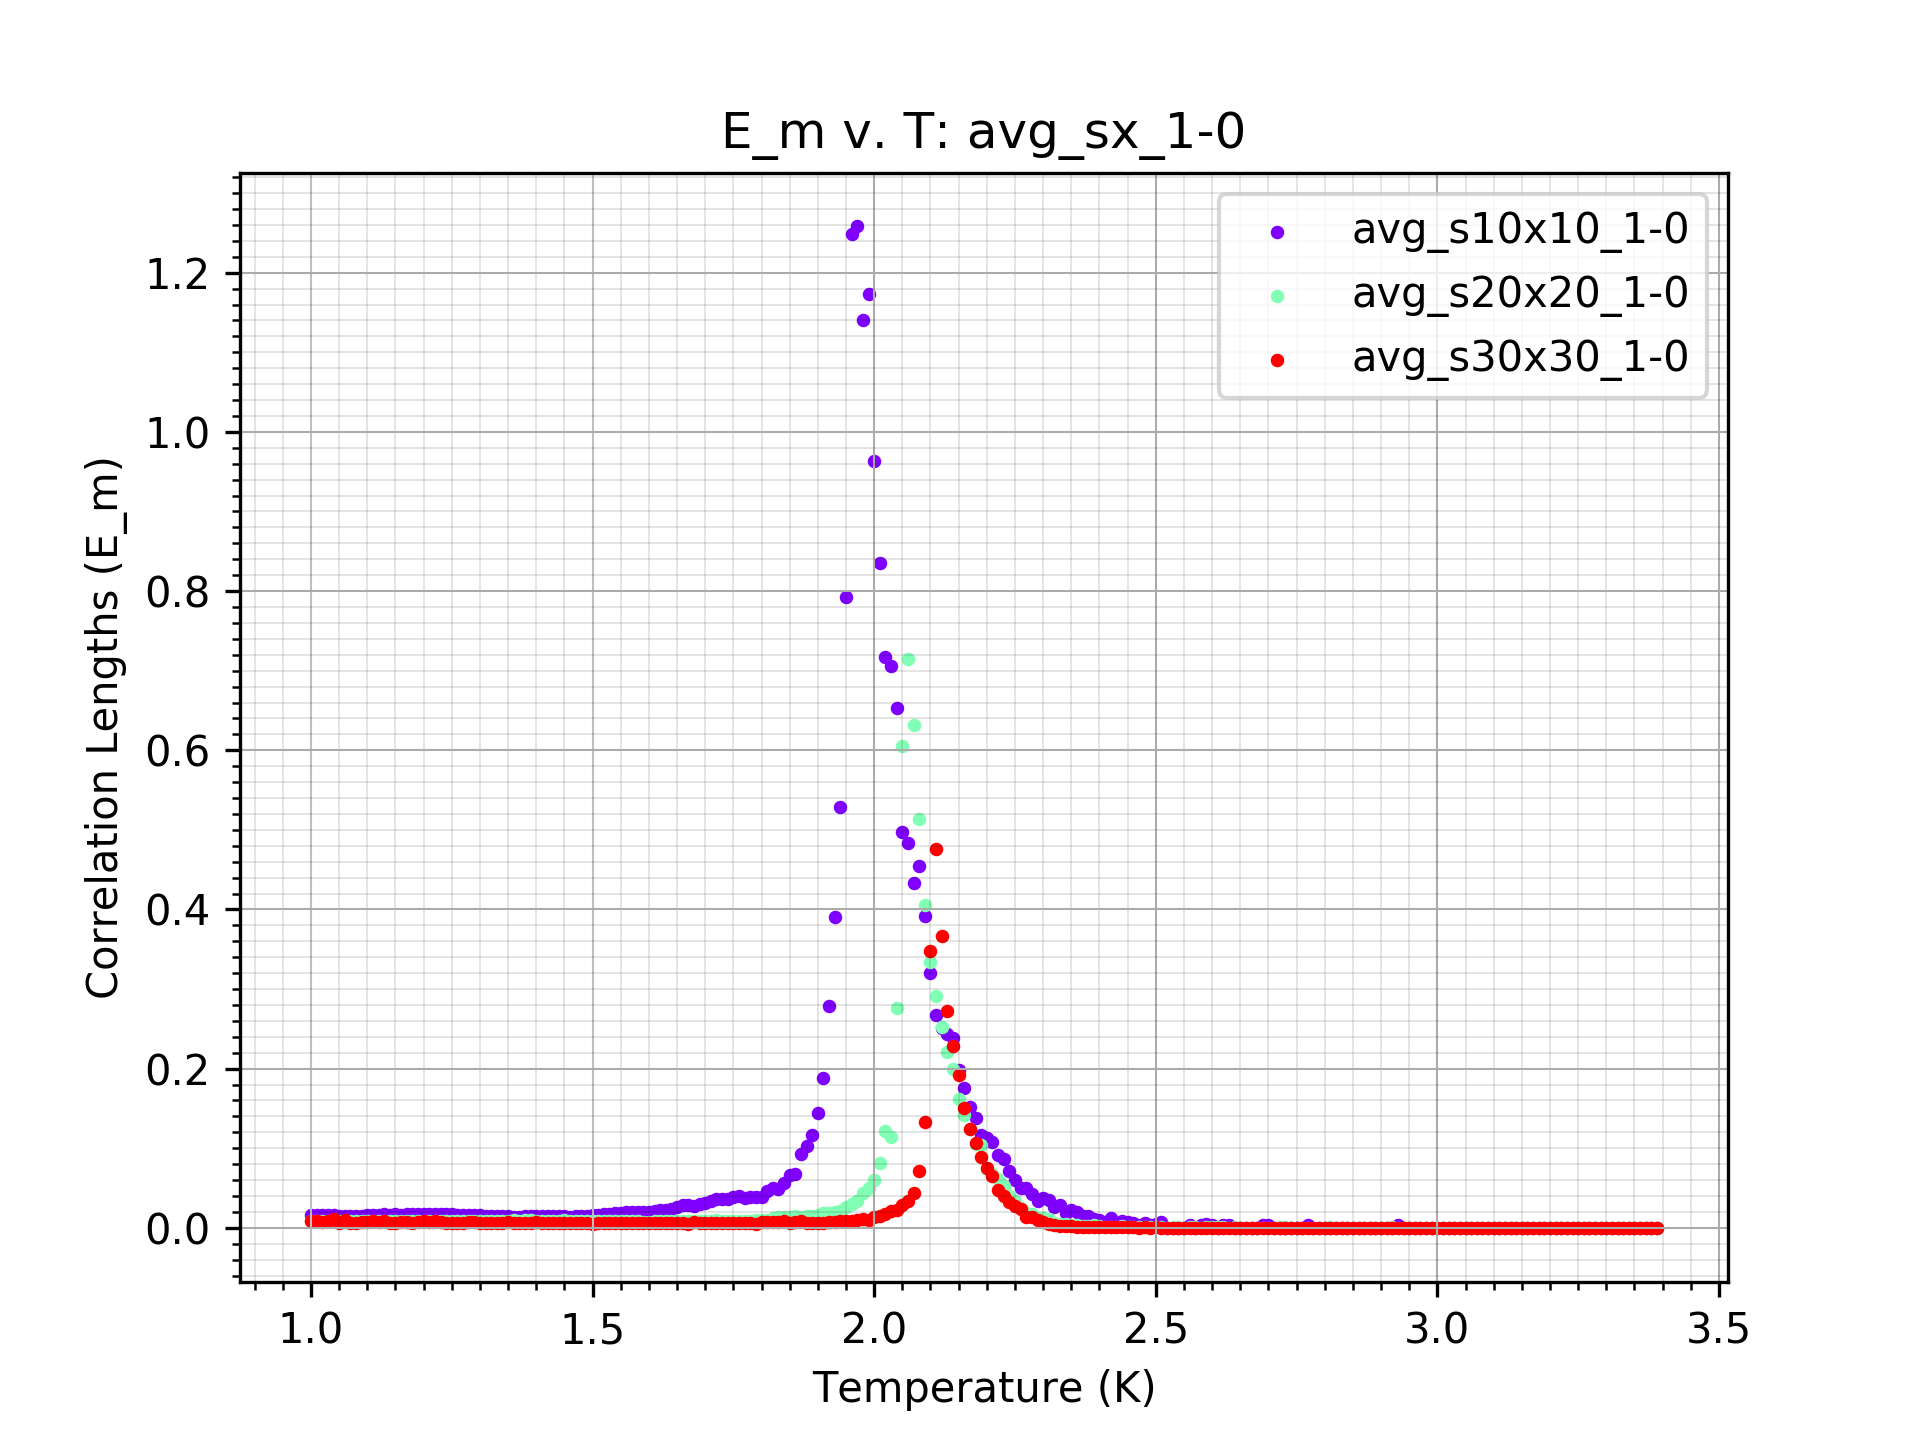 E_m v. T: avg_sx_1-0
avg_s10x10_1-0
avg_s20x20_1-0
avg_s30x30_1-0
Correlation Lengths (E_m)
1.2
1.0
0.8
0.6
0.4
0.2
0.0
1.0 1.5 2.0 2.5 3.0 3.5
Temperature (K)